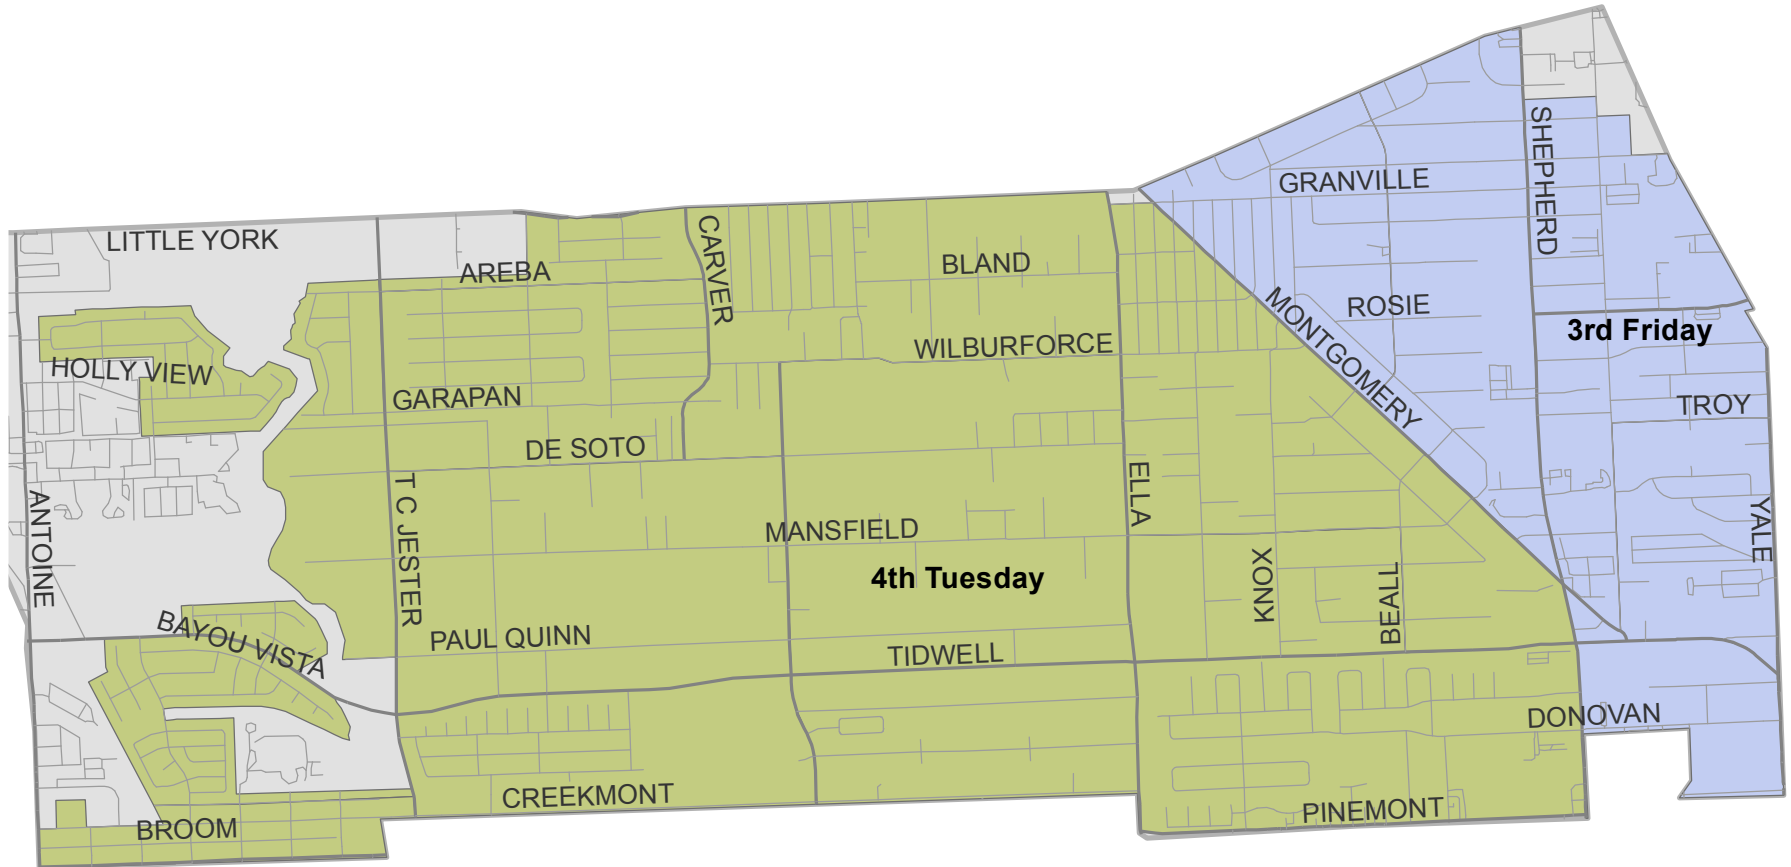 SHEPHERD
GRANVILLE
LITTLE YORK
CARVER
AREBA
BLAND
MONTGOMERY
ROSIE
3rd Friday
WILBURFORCE
HOLLY VIEW
GARAPAN
TROY
DE SOTO
T C JESTER
ELLA
ANTOINE
MANSFIELD
YALE
4th Tuesday
KNOX
BEALL
BAYOU VISTA
PAUL QUINN
TIDWELL
DONOVAN
CREEKMONT
PINEMONT
BROOM